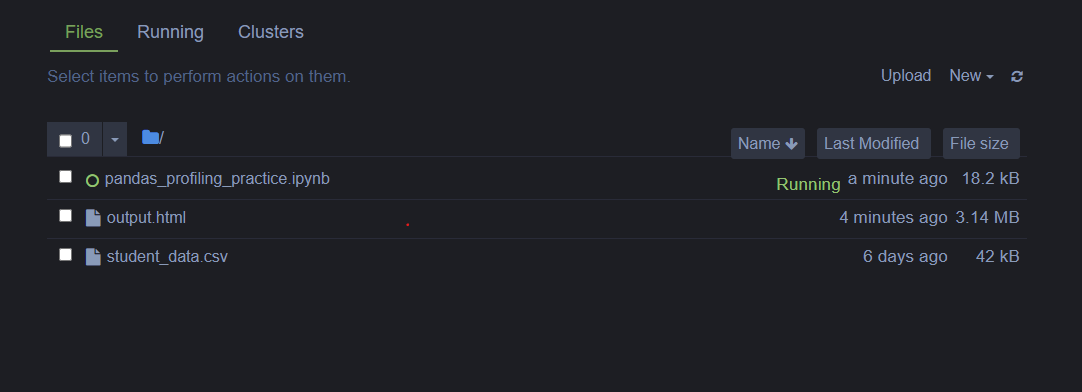 Files Running Clusters
Select items to perform actions on them.
Upload New
0 /
Name Last Modified File size
pandas_profiling_practice.ipynb Running a minute ago 18.2 kB
output.html 4 minutes ago 3.14 MB
student_data.csv 6 days ago 42 kB